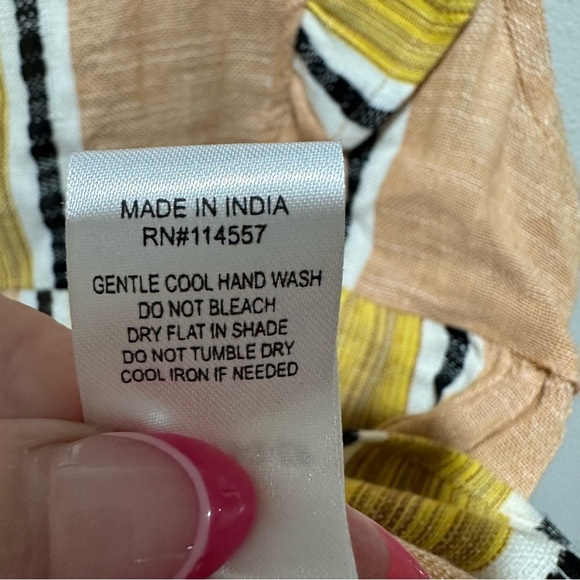 MADE IN INDIA
RN#114557
GENTLE COOL HAND WASH
DO NOT BLEACH
DRY FLAT IN SHADE
DO NOT TUMBLE DRY
COOL IRON IF NEEDED